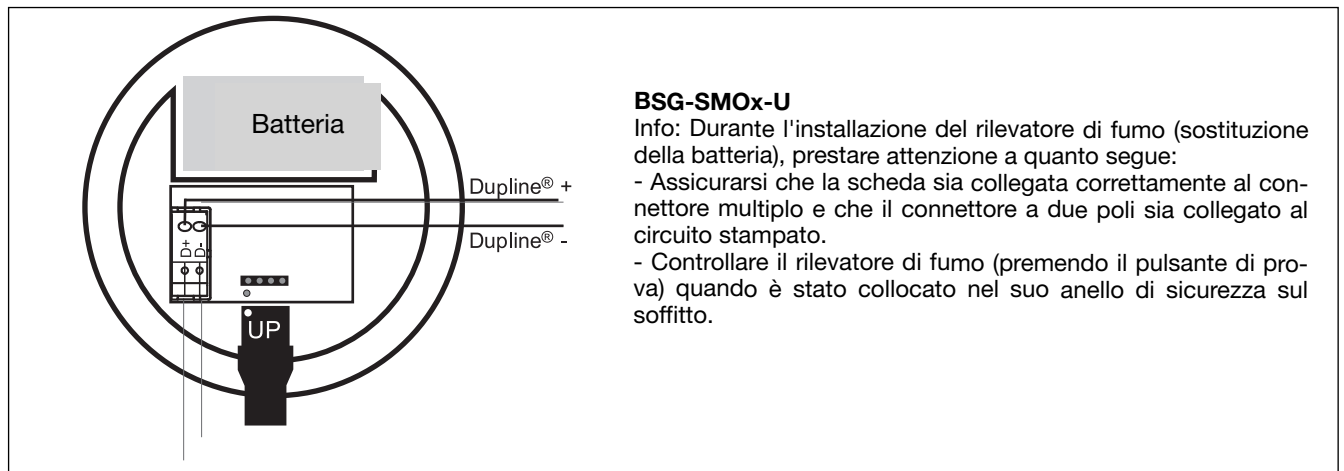 Batteria
Dupline® +
Dupline® -
D+
D-
UP
BSG-SMOx-U
Info: Durante l'installazione del rilevatore di fumo (sostituzione
della batteria), prestare attenzione a quanto segue:
- Assicurarsi che la scheda sia collegata correttamente al con-
nettore multiplo e che il connettore a due poli sia collegato al
circuito stampato.
- Controllare il rilevatore di fumo (premendo il pulsante di pro-
va) quando è stato collocato nel suo anello di sicurezza sul
soffitto.